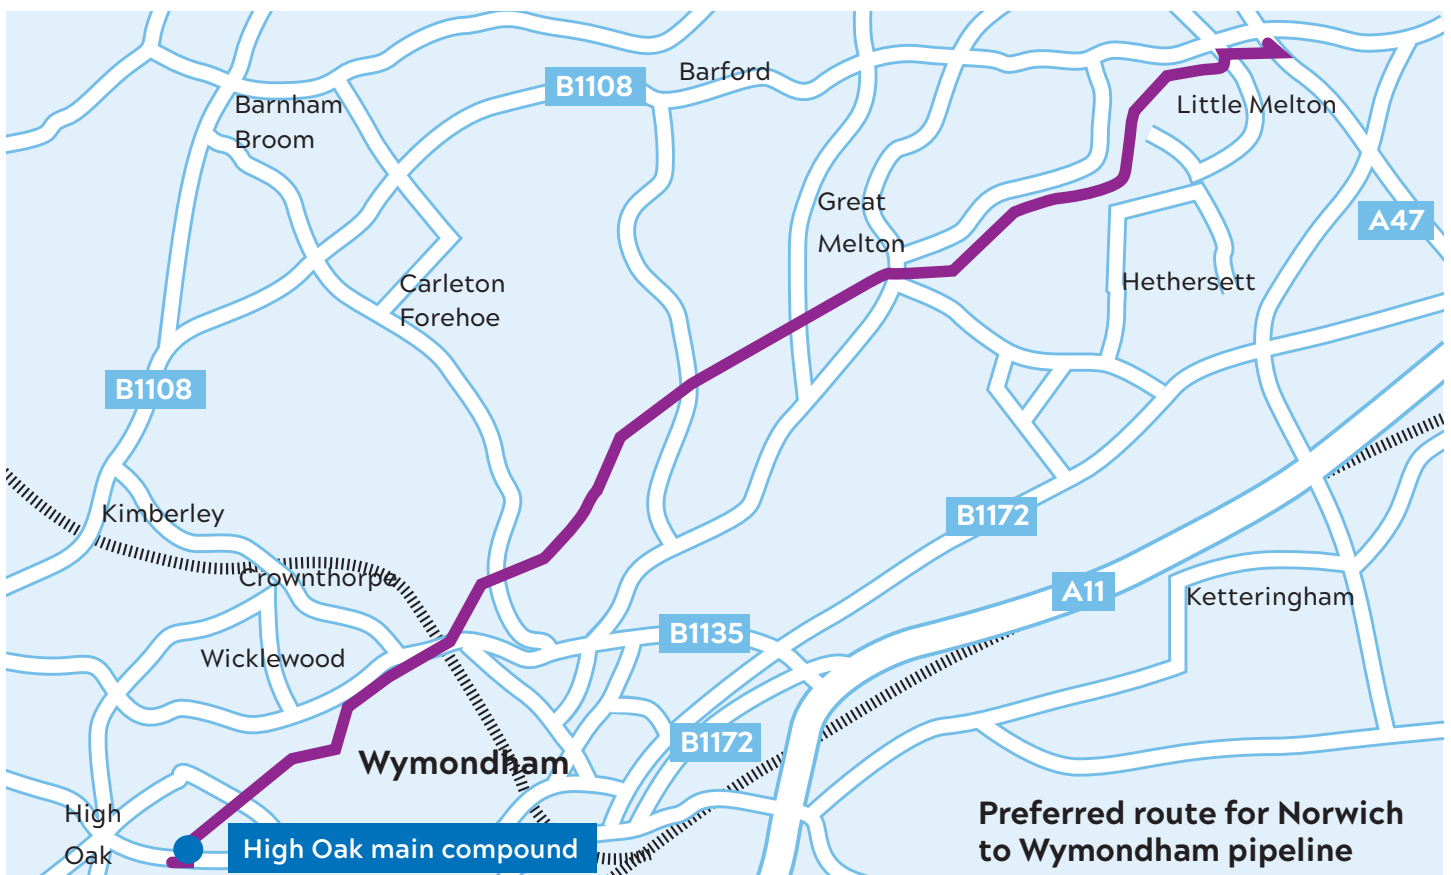 B1108
Barford
Barnham
Broom
Little Melton
Great
Melton
A47
Carleton
Forehoe
Hethersett
B1108
Kimberley
B1172
Crownthorpe
A11
Ketteringham
B1135
Wicklewood
B1172
Wymondham
High
Oak
High Oak main compound
Preferred route for Norwich
to Wymondham pipeline